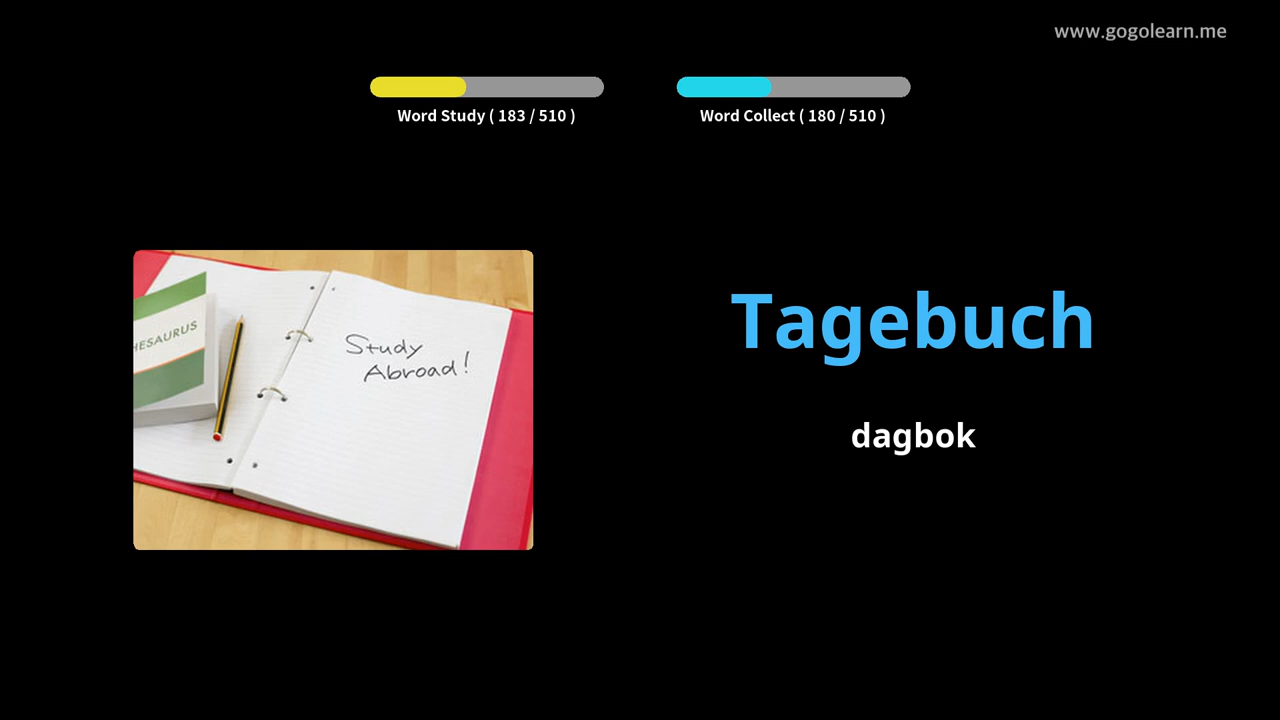 www.gogolearn.me
Word Study ( 183 / 510 )
Word Collect ( 180 / 510 )
HESAURUS
Study
Abroad!
Tagebuch
dagbok